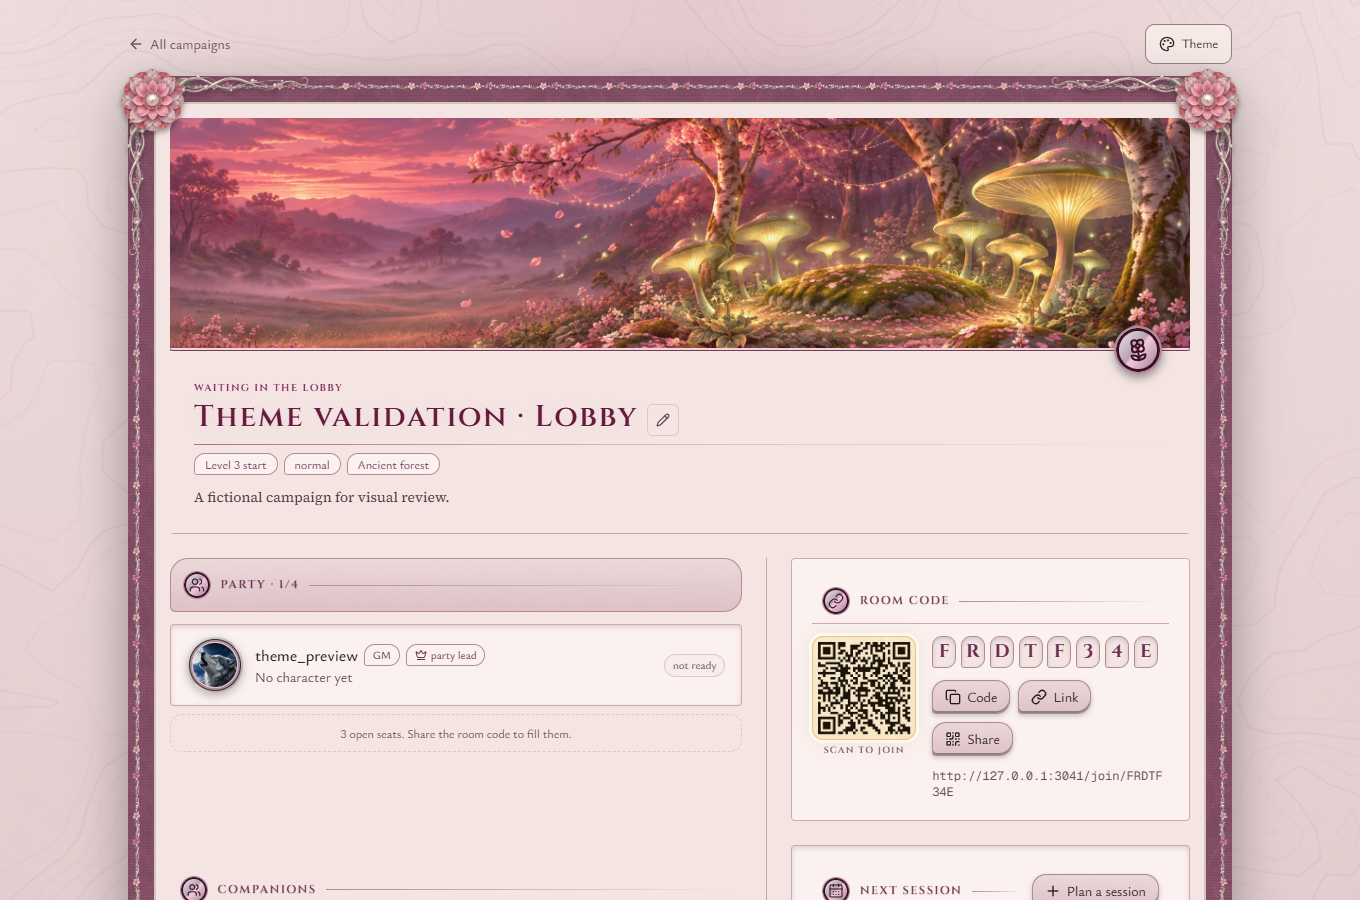 All campaigns
Theme
WAITING IN THE LOBBY
THEME VALIDATION · LOBBY
Level 3 start
normal
Ancient forest
A fictional campaign for visual review.
PARTY · 1/4
theme_preview
GM
party lead
No character yet
not ready
3 open seats. Share the room code to fill them.
COMPANIONS
ROOM CODE
F R D T F 3 4 E
Code
Link
Share
SCAN TO JOIN
http://127.0.0.1:3041/join/FRDTF
34E
NEXT SESSION
Plan a session